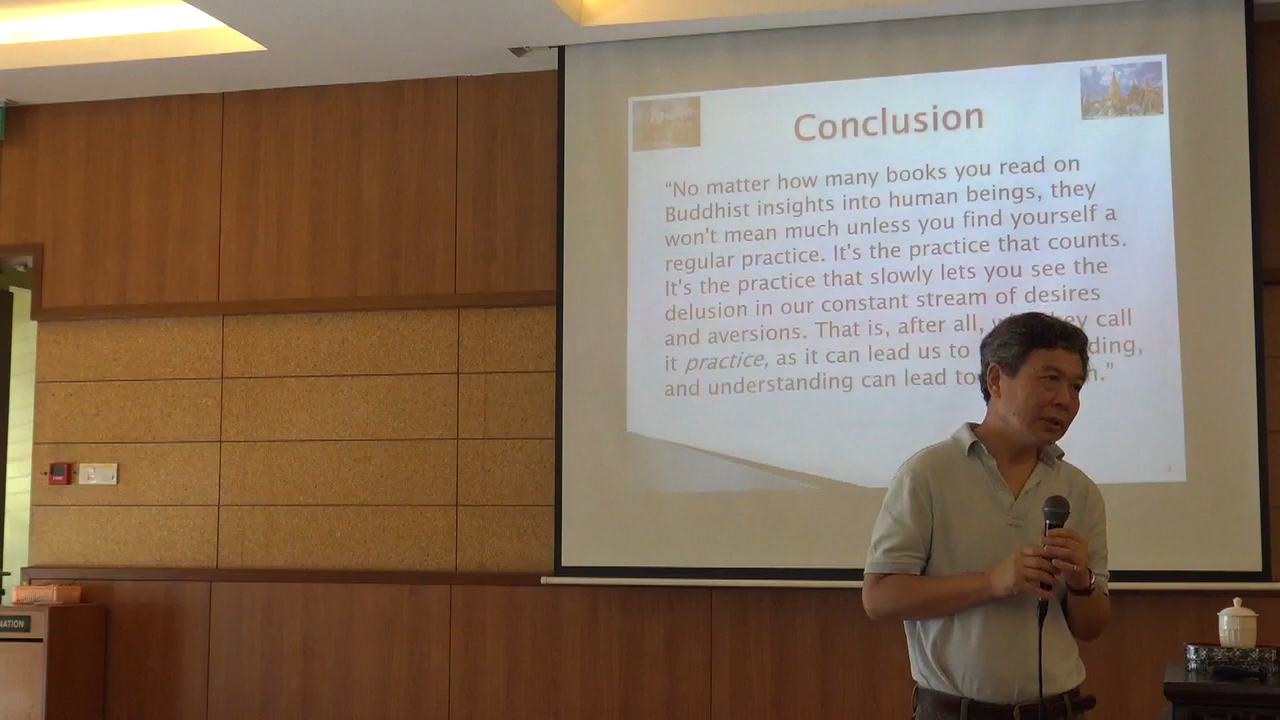 Conclusion
“No matter how many books you read on
Buddhist insights into human beings, they
won't mean much unless you find yourself a
regular practice. It's the practice that counts.
It's the practice that slowly lets you see the
delusion in our constant stream of desires
and aversions. That is, after all, call
it practice, as it can lead us to
and understanding can lead